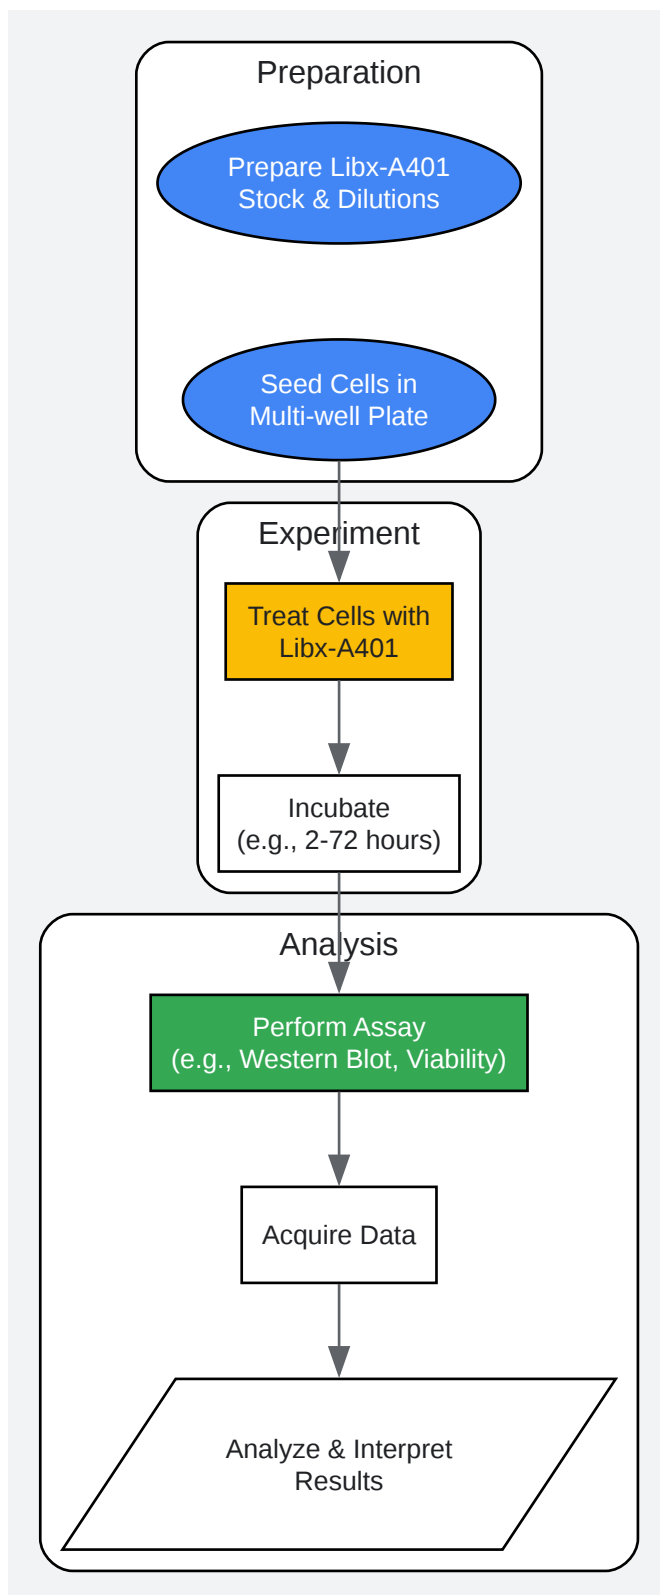 Preparation
Prepare Libx-A401
Stock & Dilutions
Seed Cells in
Multi-well Plate
Experiment
Treat Cells with
Libx-A401
Incubate
(e.g., 2-72 hours)
Analysis
Perform Assay
(e.g., Western Blot, Viability)
Acquire Data
Analyze & Interpret
Results